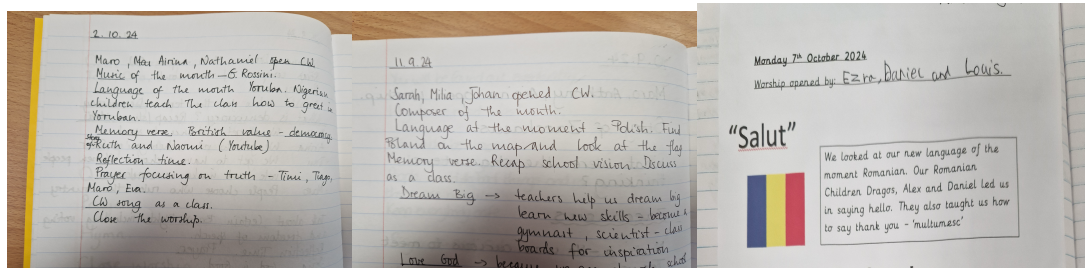 2.10.24
Maro, Airina, Nathaniel open CW.
Music of the month - G. Rossini.
Language of the month Yoruban. Nigerian
children teach the class how to greet in
Yoruban.
Memory verse. British value - democracy
story of Ruth and Naomi (Youtube)
Reflection time.
Prayer focusing on truth - Timi, Tiago,
Maro, Eva.
CW song as a class.
Close the worship.
11.9.24
Sarah, Milia, Johan opened CW.
Composer of the month.
Language at the moment - Polish. Find
Poland on the map and look at the flag
Memory verse. Recap school vision. Discuss
as a class.
Dream Big → teachers help us dream big
learn new skills - become a
gymnast, scientist - class
boards for inspiration
Love God → because
Monday 7th October 2024
Worship opened by: Ezra, Daniel and Louis.
"Salut"
We looked at our new language of the
moment Romanian. Our Romanian
Children Dragos, Alex and Daniel led us
in saying hello. They also taught us how
to say thank you - 'multumesc'